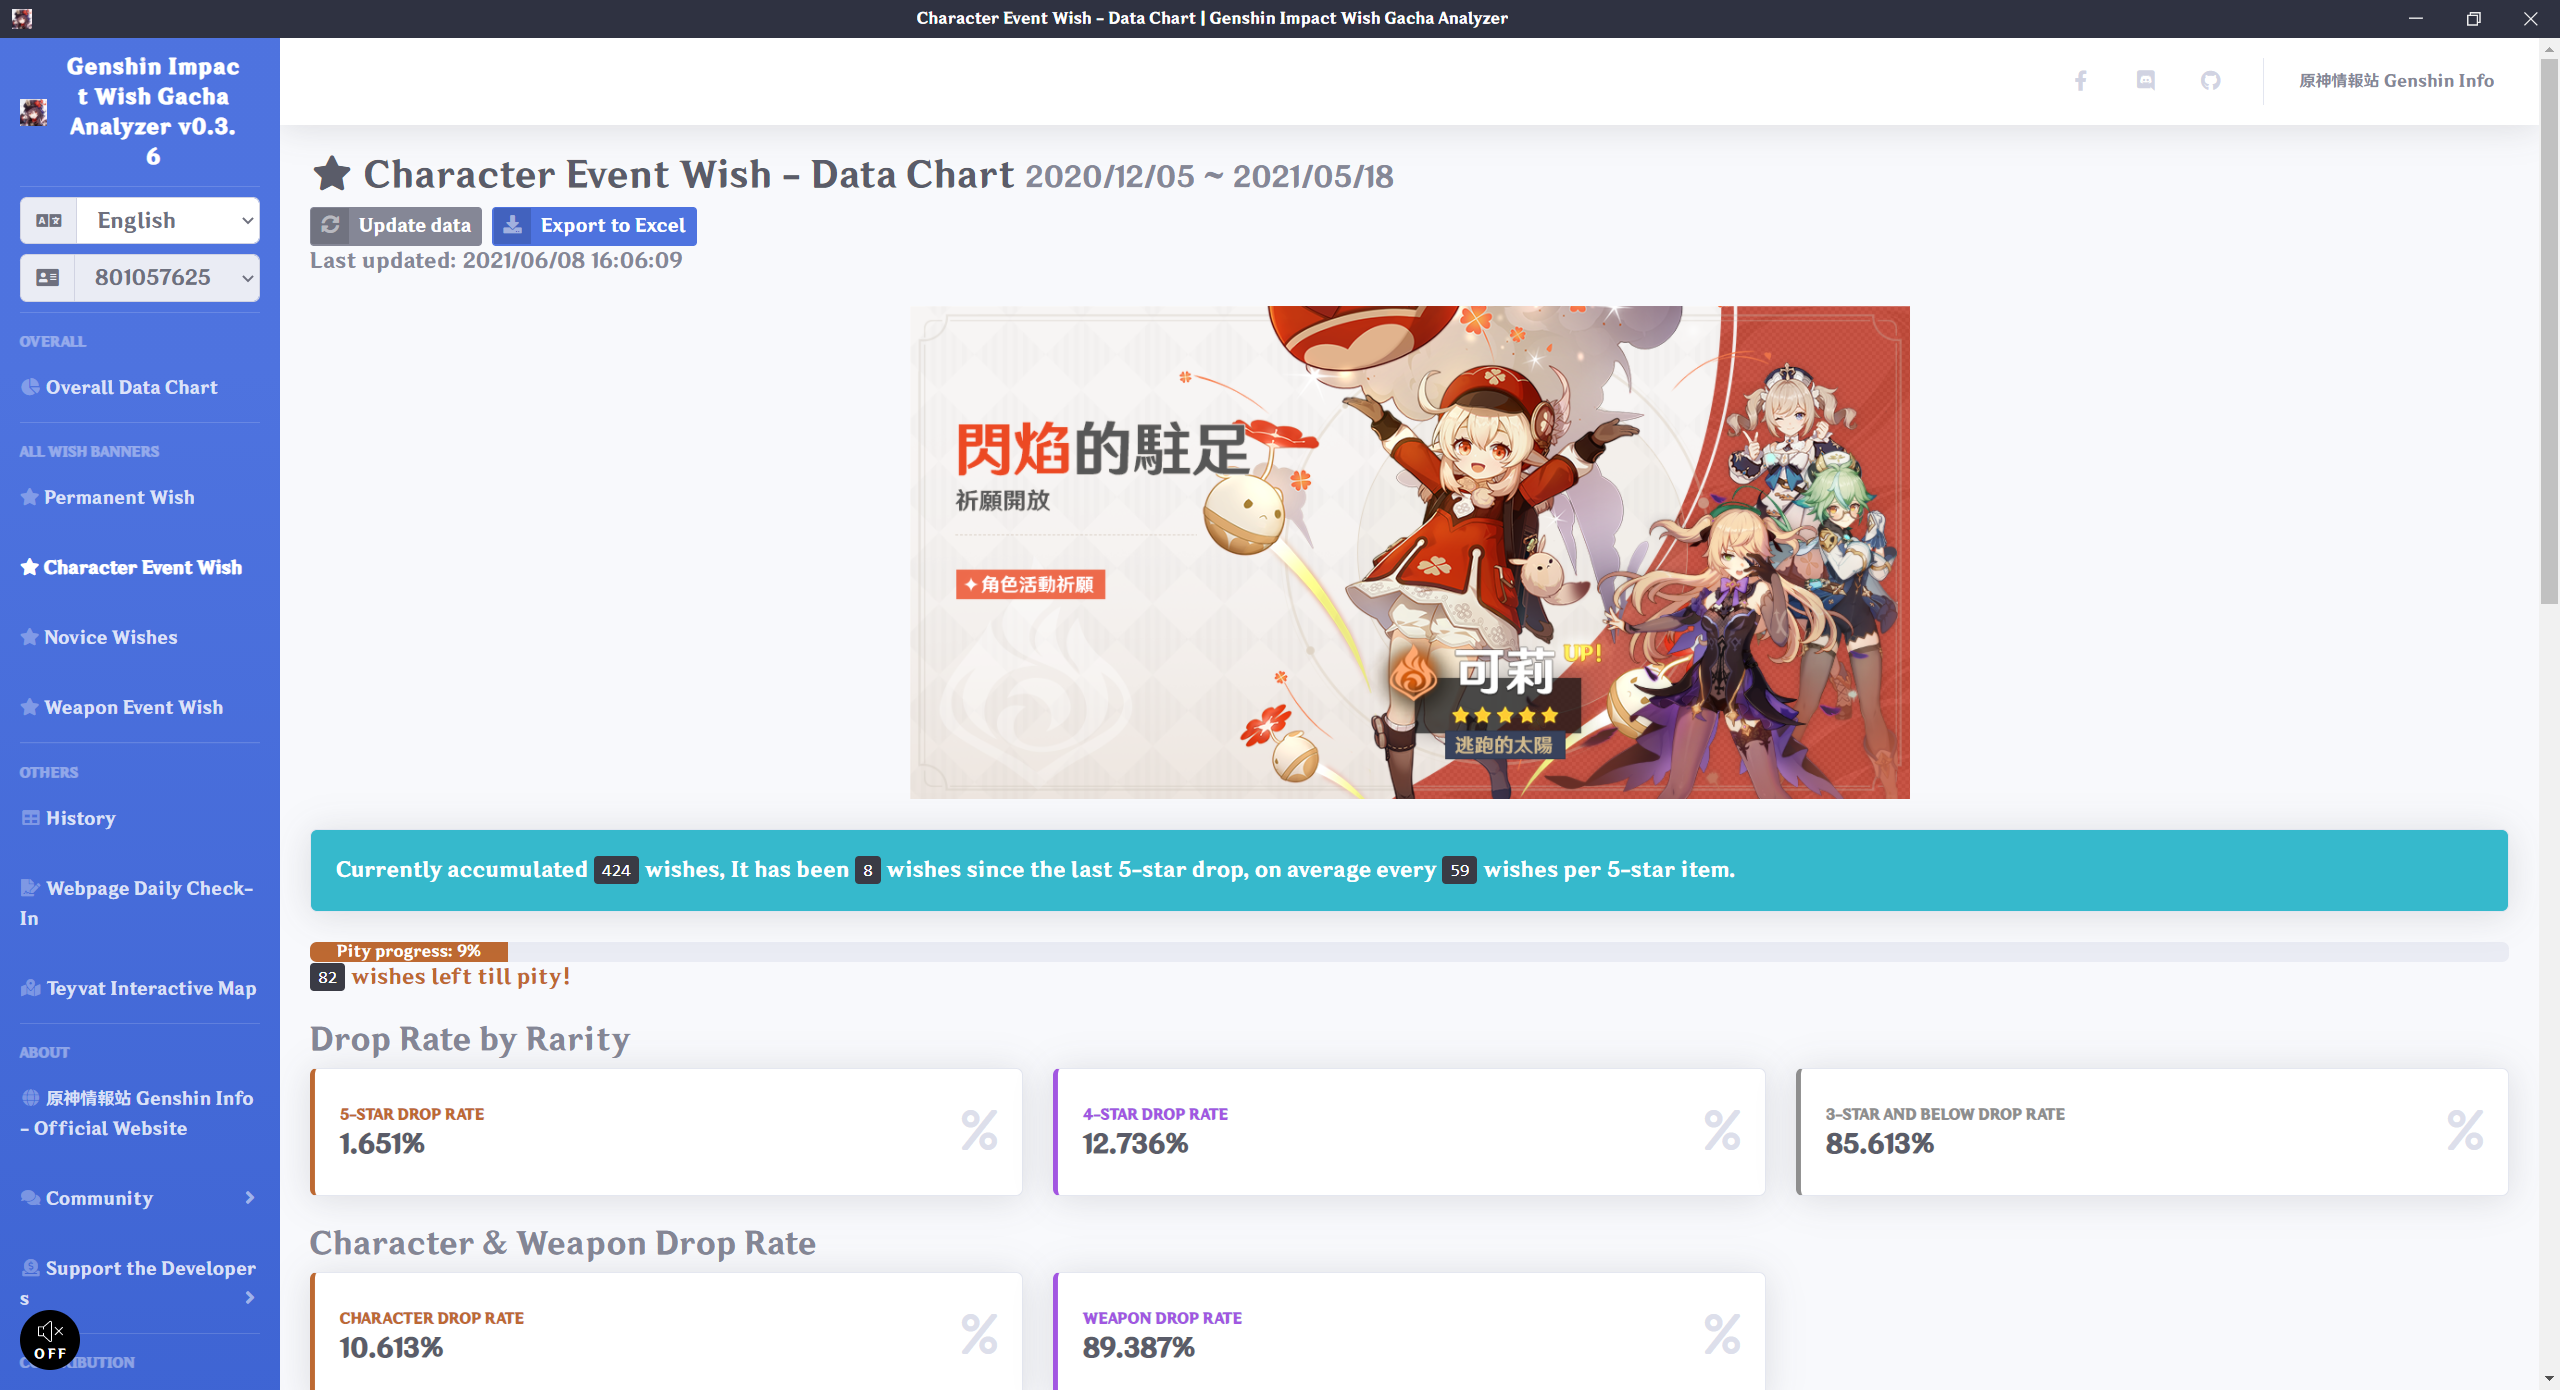 Character Event Wish - Data Chart | Genshin Impact Wish Gacha Analyzer
Genshin Impac
t Wish Gacha
Analyzer v0.3.
6
English
801057625
OVERALL
Overall Data Chart
ALL WISH BANNERS
Permanent Wish
Character Event Wish
Novice Wishes
Weapon Event Wish
OTHERS
History
Webpage Daily Check-
In
Teyvat Interactive Map
ABOUT
原神情報站 Genshin Info
- Official Website
Community
Support the Developer
s
OFF
原神情報站 Genshin Info
Character Event Wish - Data Chart 2020/12/05 ~ 2021/05/18
Update data
Export to Excel
Last updated: 2021/06/08 16:06:09
閃焰的駐足
祈願開放
角色活動祈願
可莉 UP!
逃跑的太陽
Currently accumulated 424 wishes, It has been 8 wishes since the last 5-star drop, on average every 59 wishes per 5-star item.
Pity progress: 9%
82 wishes left till pity!
Drop Rate by Rarity
5-STAR DROP RATE
1.651%
4-STAR DROP RATE
12.736%
3-STAR AND BELOW DROP RATE
85.613%
Character & Weapon Drop Rate
CHARACTER DROP RATE
10.613%
WEAPON DROP RATE
89.387%